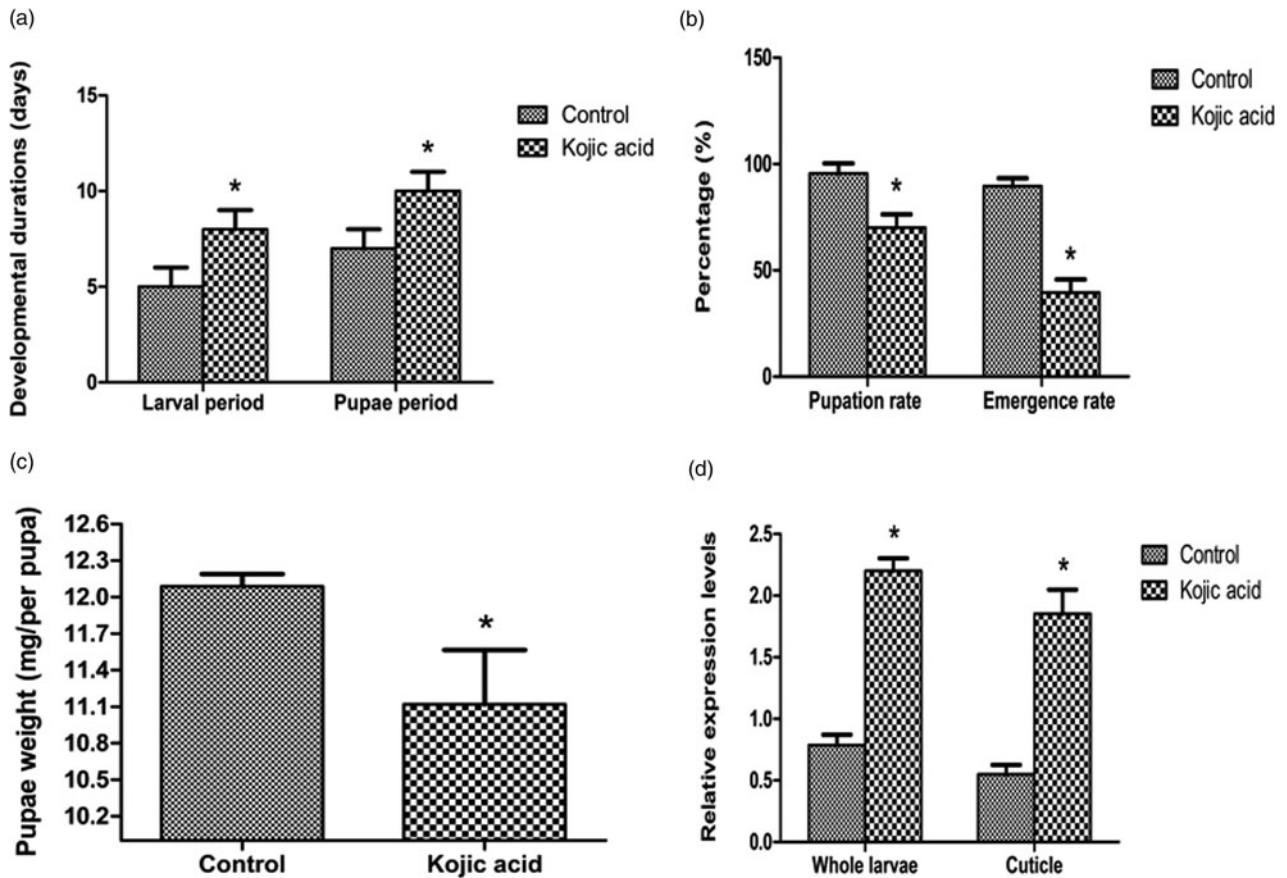 (a)
Developmental durations (days)
15
10
5
0
*
*
Larval period
Pupae period
Control
Kojic acid
(b)
Percentage (%)
150
100
50
0
*
*
Pupation rate
Emergence rate
Control
Kojic acid
(c)
Pupae weight (mg/per pupa)
12.6
12.3
12.0
11.7
11.4
11.1
10.8
10.5
10.2
*
Control
Kojic acid
(d)
Relative expression levels
2.5
2.0
1.5
1.0
0.5
0.0
*
*
Whole larvae
Cuticle
Control
Kojic acid